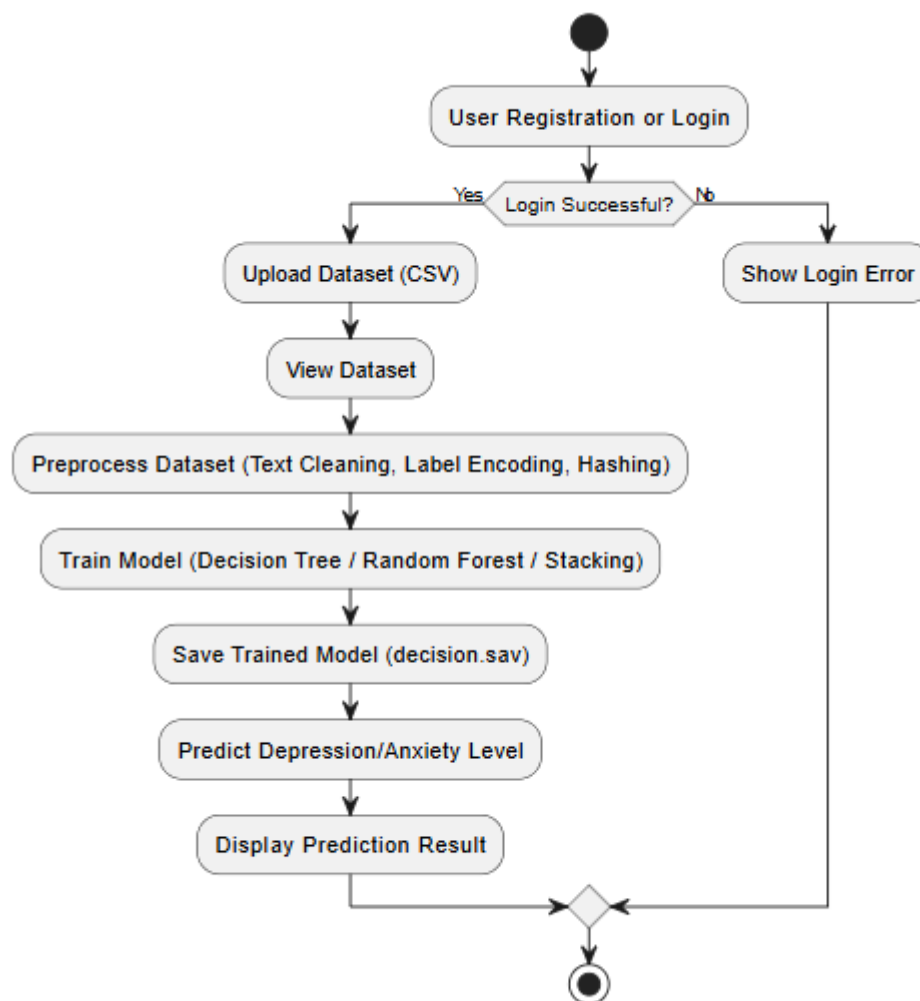 User Registration or Login
Yes
Login Successful?
No
Upload Dataset (CSV)
Show Login Error
View Dataset
Preprocess Dataset (Text Cleaning, Label Encoding, Hashing)
Train Model (Decision Tree / Random Forest / Stacking)
Save Trained Model (decision.sav)
Predict Depression/Anxiety Level
Display Prediction Result